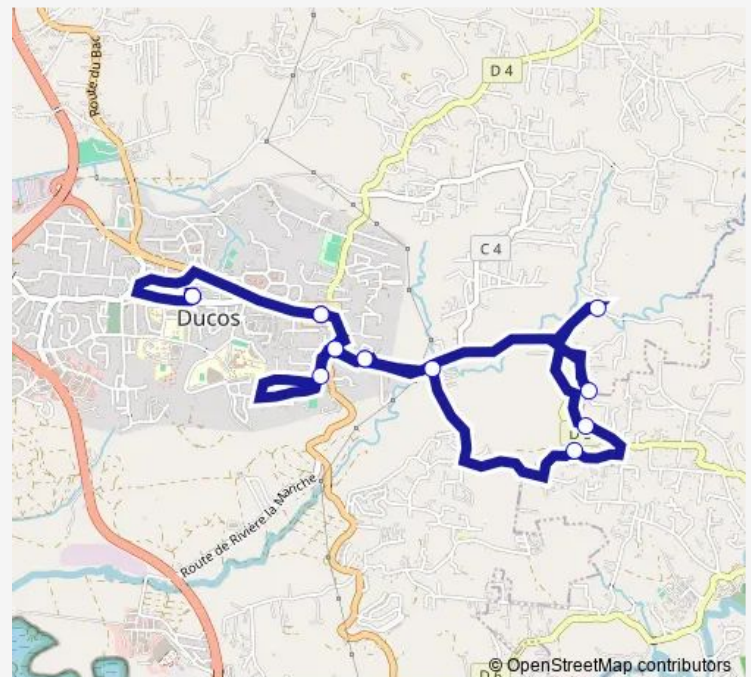 Route du Bac
D 4
C 4
Ducos
Route de Rivière la Manche
© OpenStreetMap contributors